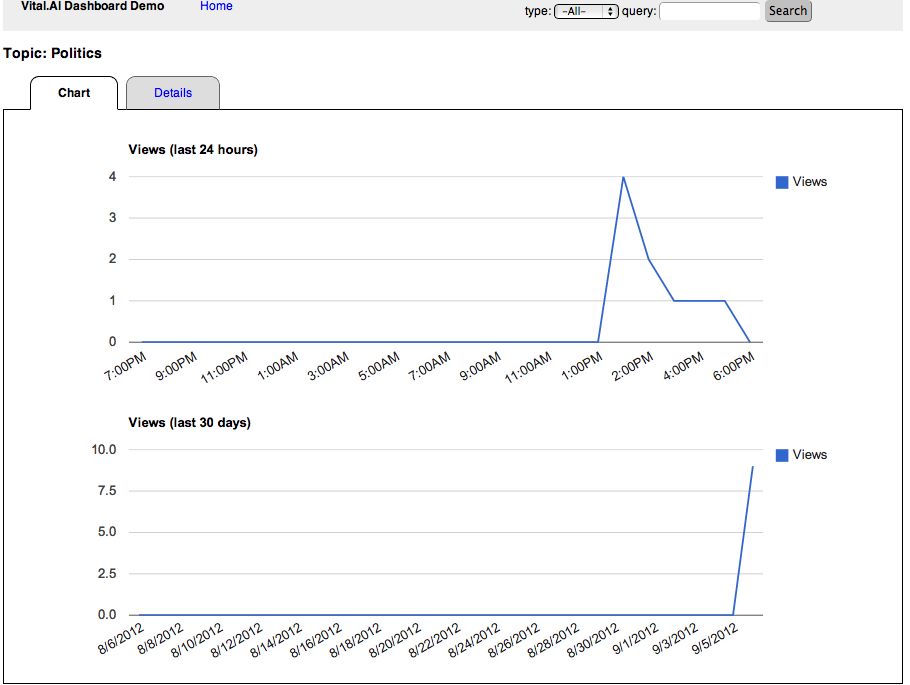 Vital.AI Dashboard Demo Home type: -All- query: Search
Topic: Politics
Chart Details
Views (last 24 hours)
4
3
2
1
0
Views
7:00PM 9:00PM 11:00PM 1:00AM 3:00AM 5:00AM 7:00AM 9:00AM 11:00AM 1:00PM 2:00PM 4:00PM 6:00PM
Views (last 30 days)
10.0
7.5
5.0
2.5
0.0
Views
8/6/2012 8/8/2012 8/10/2012 8/12/2012 8/14/2012 8/16/2012 8/18/2012 8/20/2012 8/22/2012 8/24/2012 8/26/2012 8/28/2012 8/30/2012 9/1/2012 9/3/2012 9/5/2012